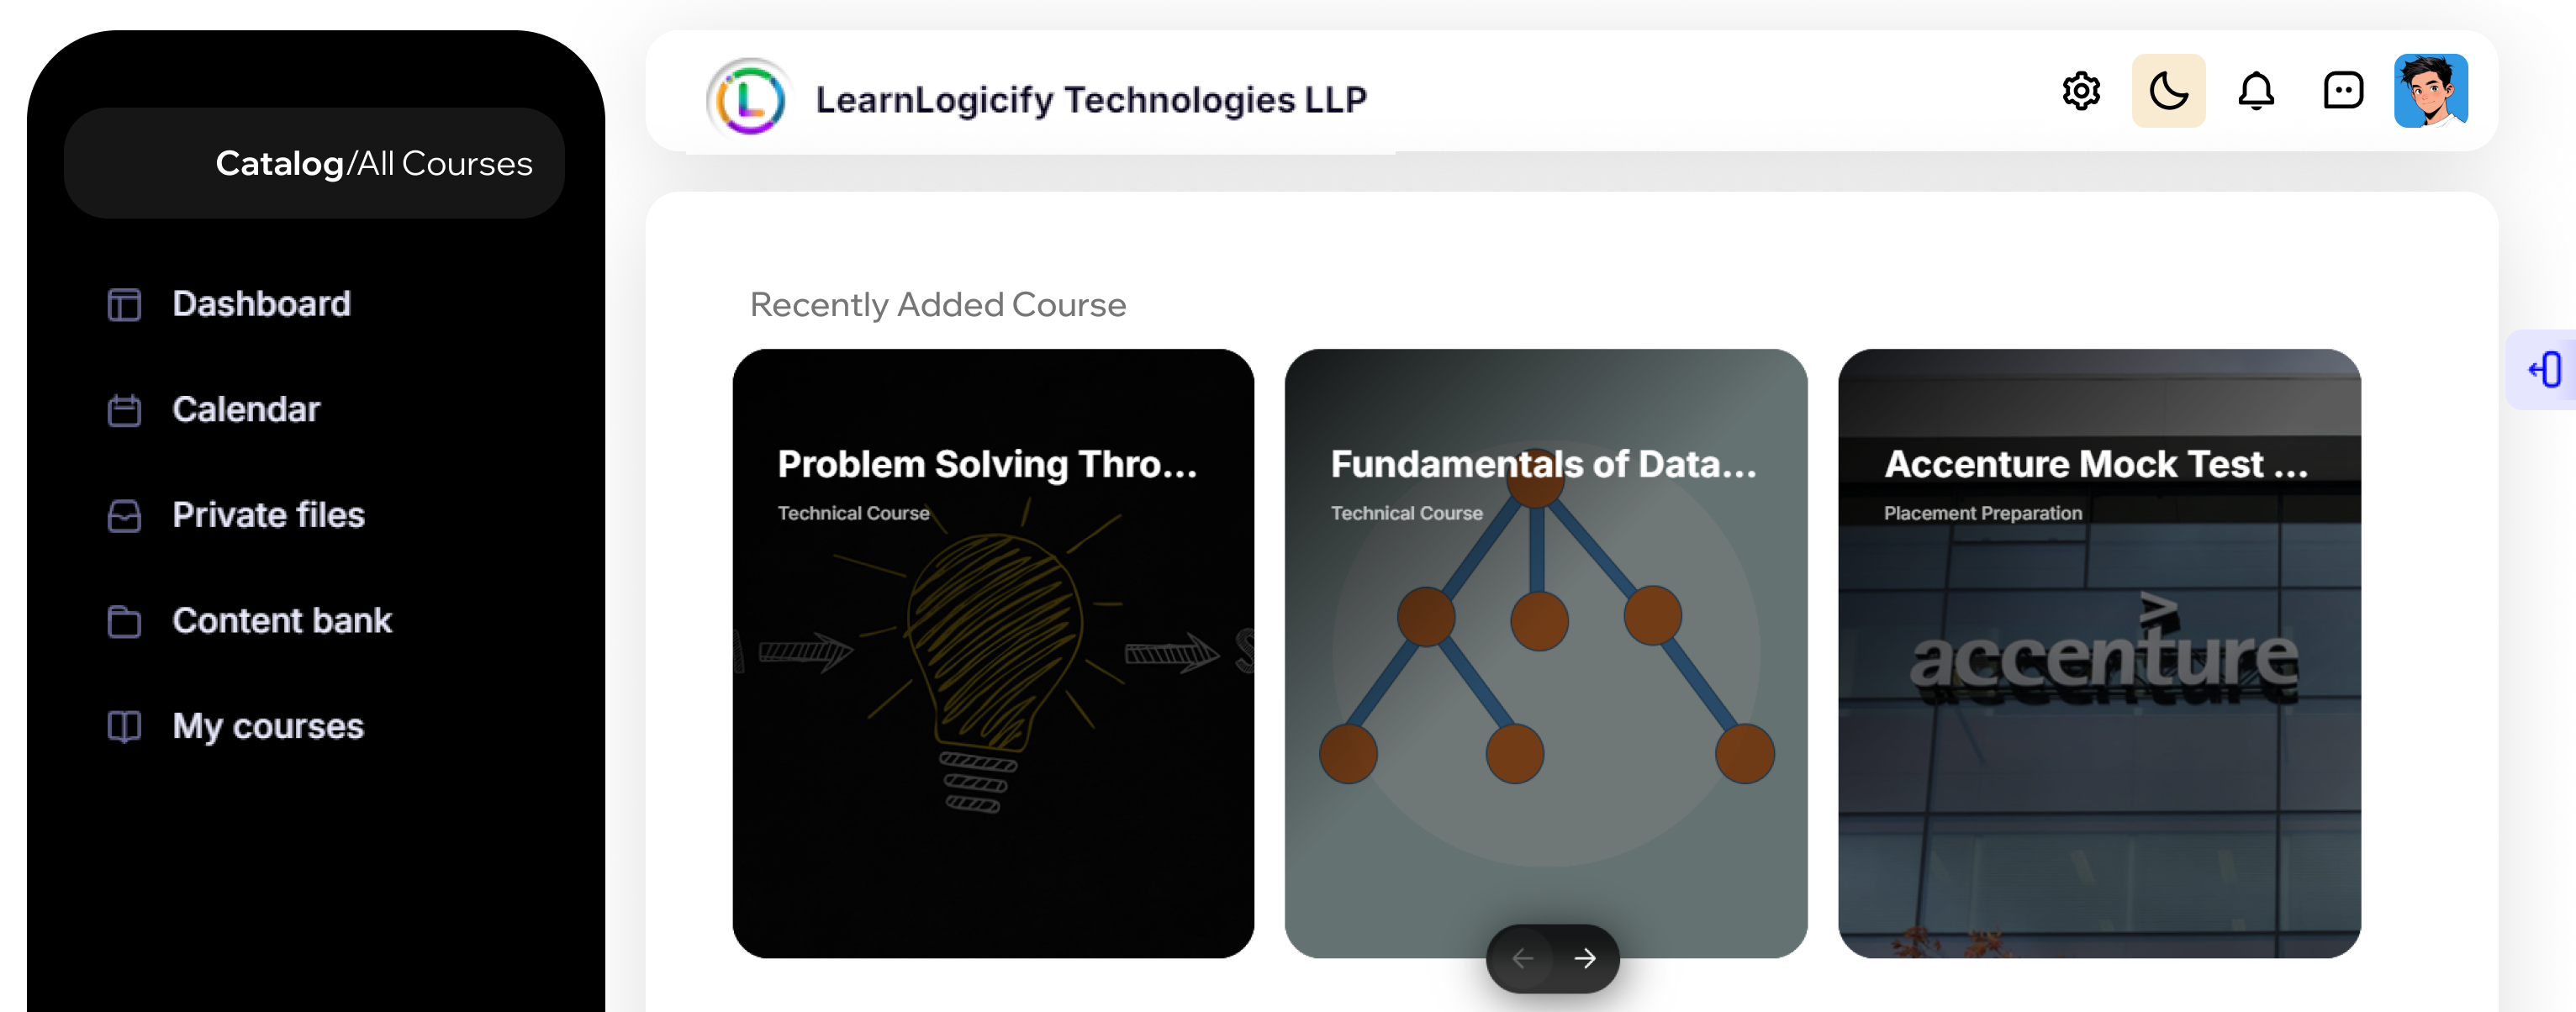 Catalog/All Courses
Dashboard
Calendar
Private files
Content bank
My courses
LearnLogicify Technologies LLP
Recently Added Course
Problem Solving Thro...
Technical Course
Fundamentals of Data...
Technical Course
Accenture Mock Test ...
Placement Preparation
accenture